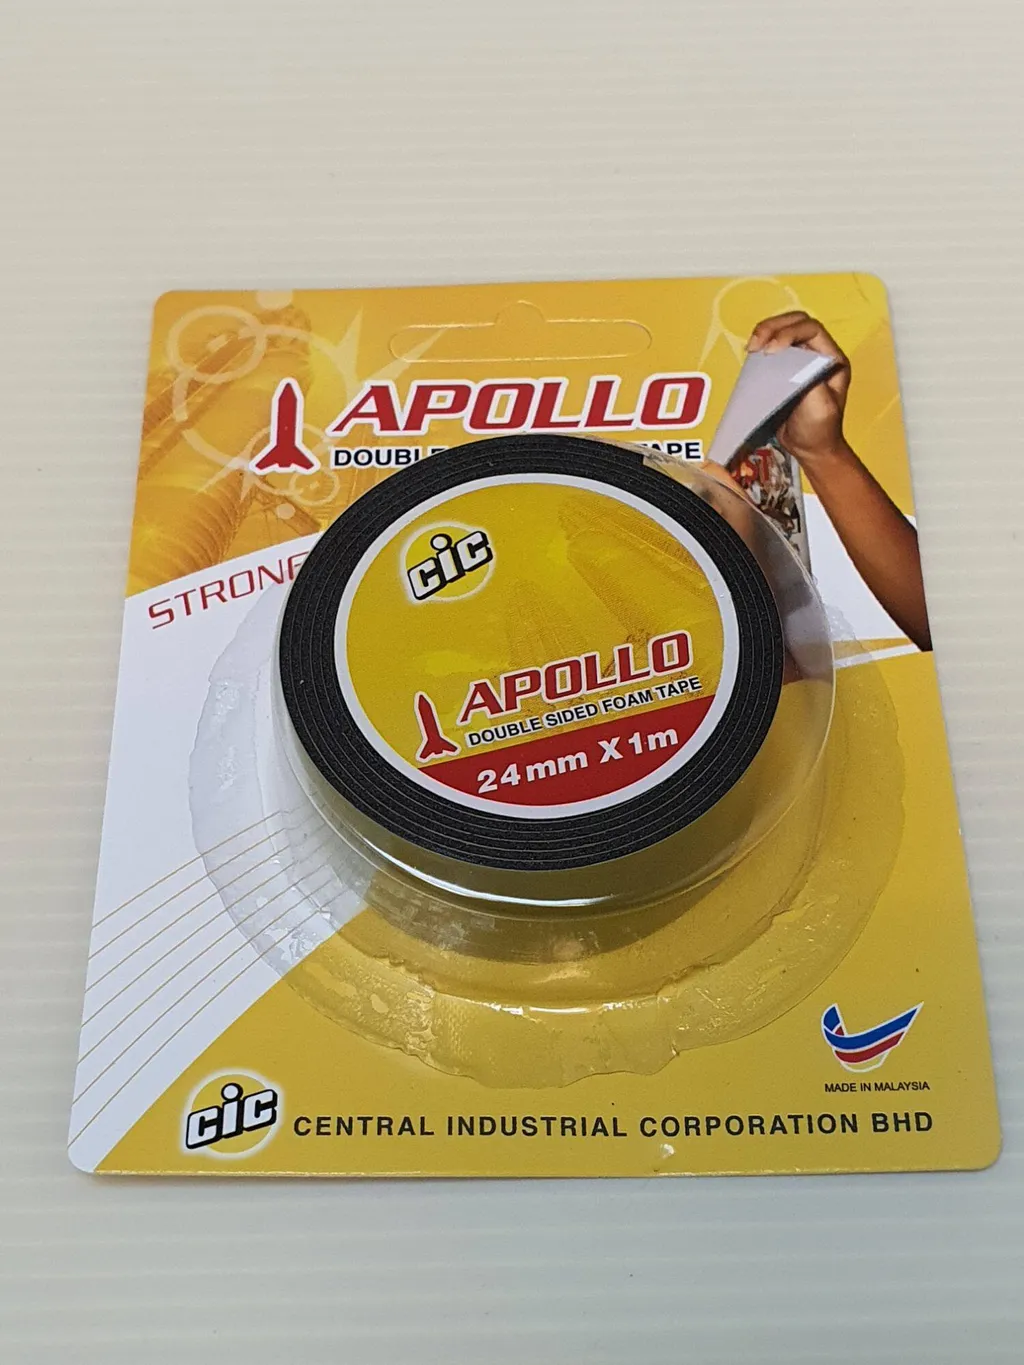 APOLLO
DOUBLE TAPE
STRONG
cic
APOLLO
DOUBLE SIDED FOAM TAPE
24mm X 1m
MADE IN MALAYSIA
cic CENTRAL INDUSTRIAL CORPORATION BHD